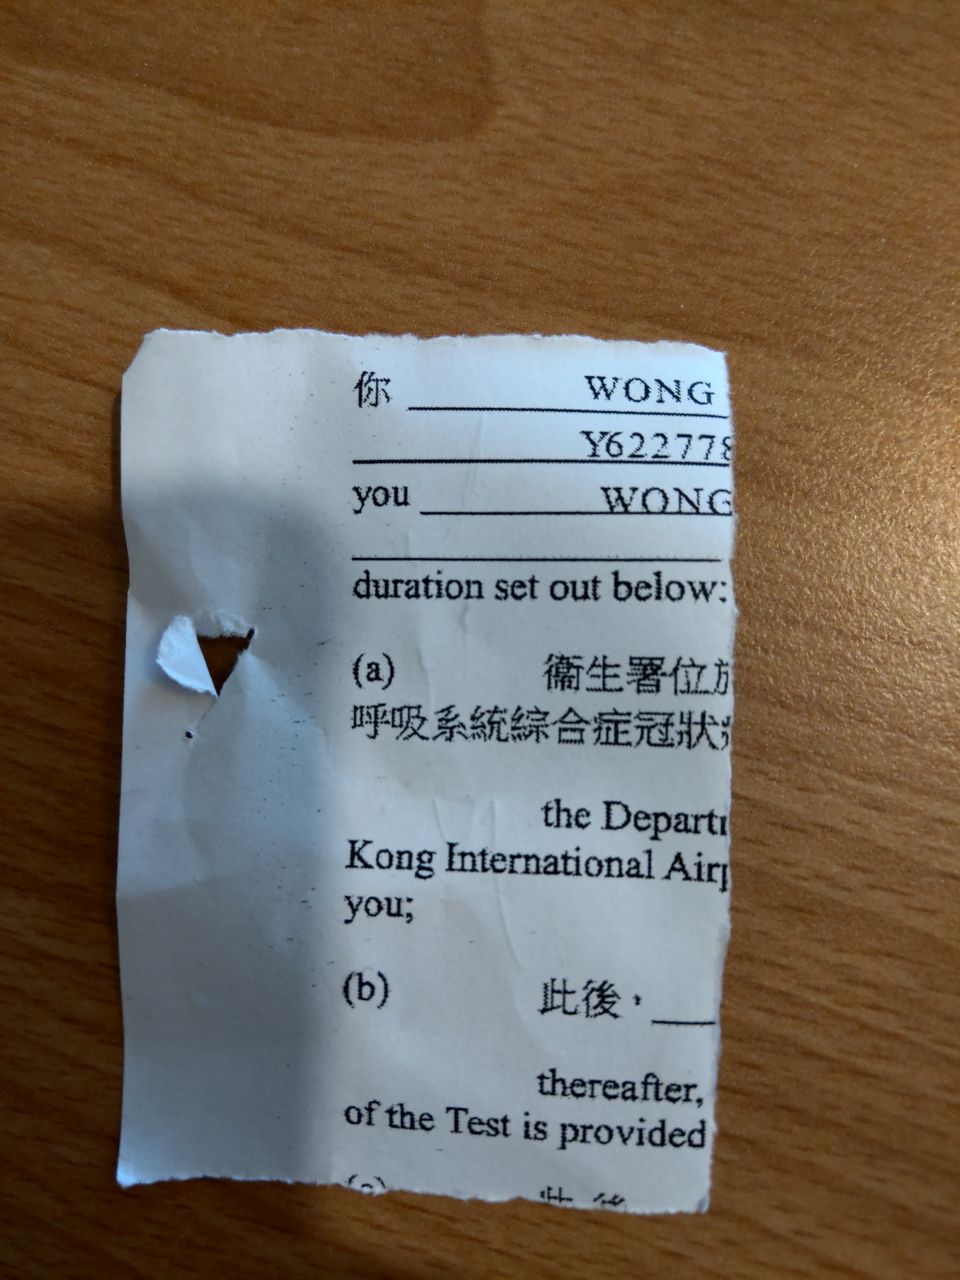 你 WONG
Y622778
you WONG
duration set out below:
(a) 衞生署位於
呼吸系統綜合症冠狀
the Depart
Kong International Air
you;
(b) 此後，
thereafter,
of the Test is provided